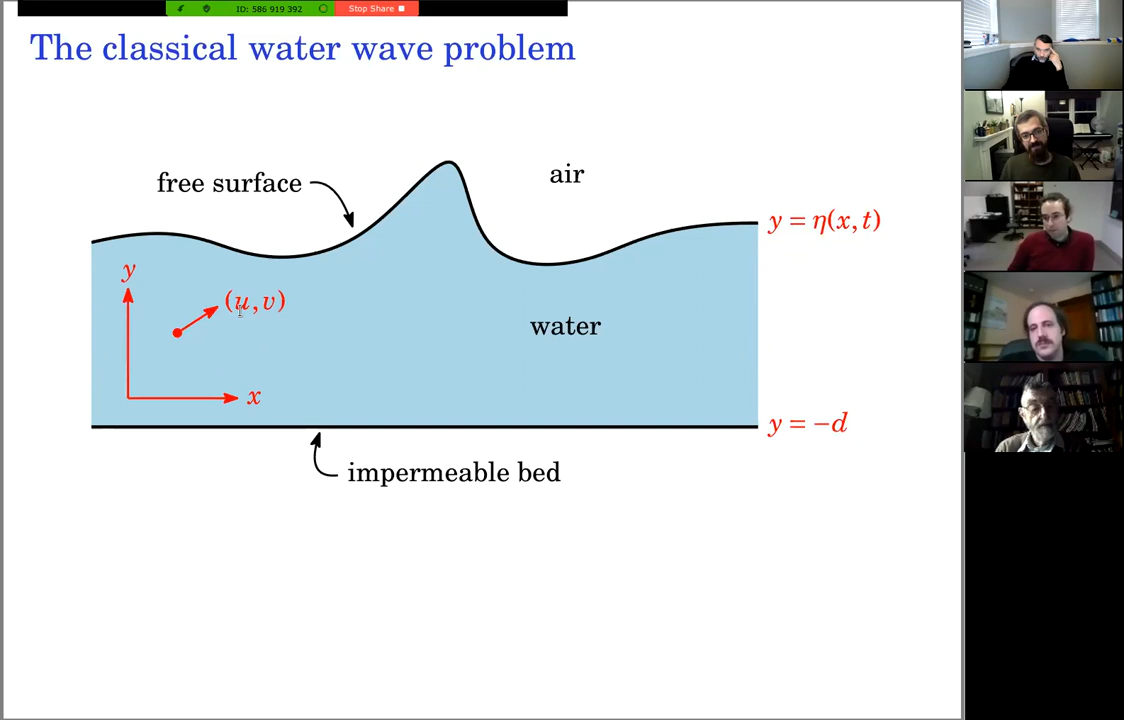 ID: 586 919 392 Stop Share
The classical water wave problem
free surface
air
y = η(x, t)
y
(u, v)
water
x
y = −d
impermeable bed